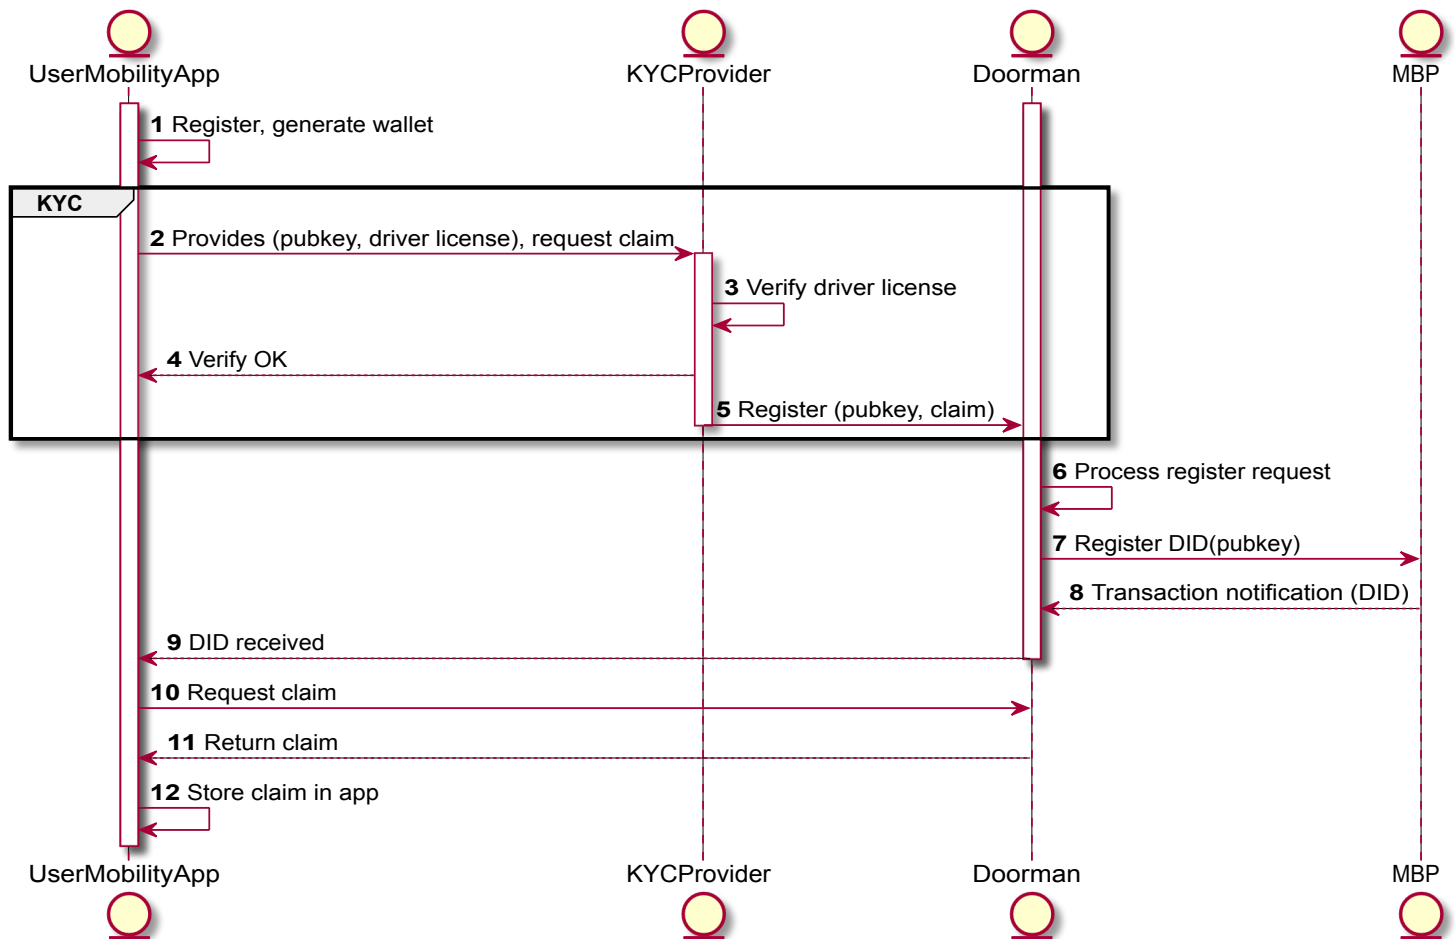 UserMobilityApp
KYCProvider
Doorman
MBP
1 Register, generate wallet
KYC
2 Provides (pubkey, driver license), request claim
3 Verify driver license
4 Verify OK
5 Register (pubkey, claim)
6 Process register request
7 Register DID(pubkey)
8 Transaction notification (DID)
9 DID received
10 Request claim
11 Return claim
12 Store claim in app
UserMobilityApp
KYCProvider
Doorman
MBP